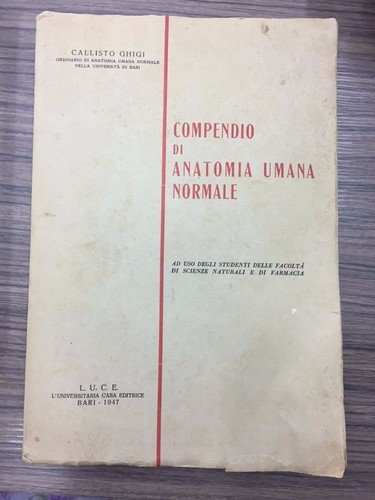 CALLISTO GHIGI
ORDINARIO DI ANATOMIA UMANA NORMALE
NELLA UNIVERSITÀ DI BARI
COMPENDIO
DI
ANATOMIA UMANA
NORMALE
AD USO DEGLI STUDENTI DELLE FACOLTÁ
DI SCIENZE NATURALI E DI FARMACIA
L. U. C. E.
L'UNIVERSITARIA CASA EDITRICE
BARI - 1947